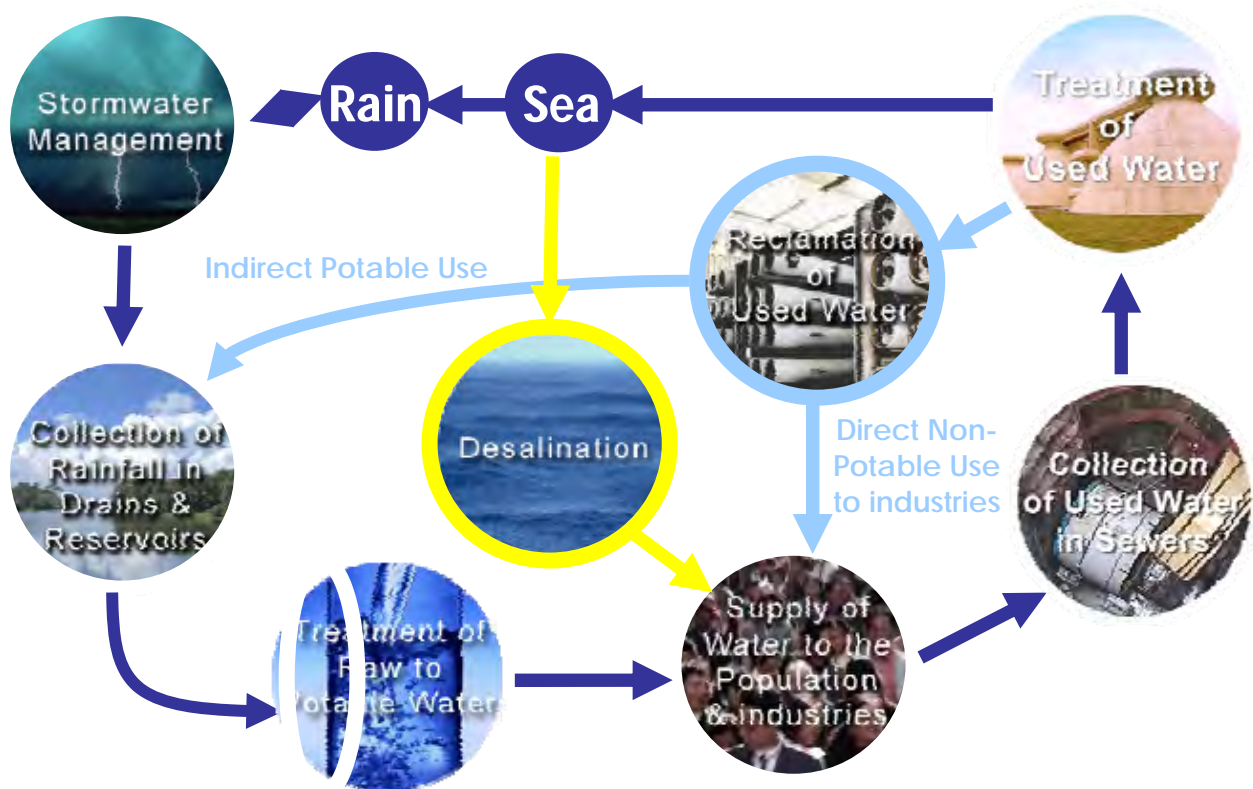 Stormwater
Management
Rain
Sea
Treatment
of
Used Water
Indirect Potable Use
Reclamation
of
Used Water
Collection of
Rainfall in
Drains &
Reservoirs
Desalination
Direct Non-
Potable Use
to industries
Collection
of Used Water
in Sewers
Treatment of
Raw to
Potable Waters
Supply of
Water to the
Population
& industries